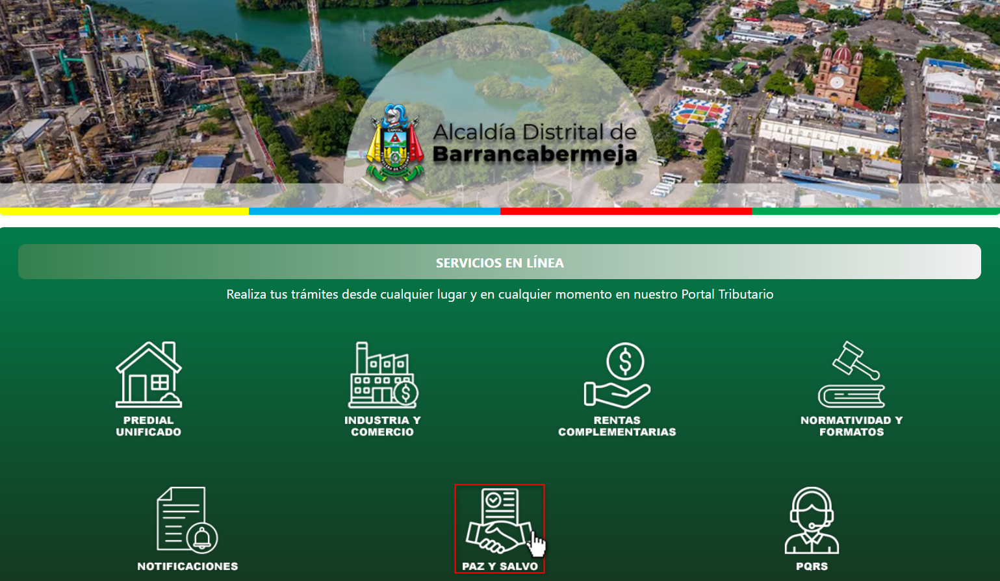 Alcaldía Distrital de
Barrancabermeja
SERVICIOS EN LÍNEA
Realiza tus trámites desde cualquier lugar y en cualquier momento en nuestro Portal Tributario
PREDIAL
UNIFICADO
INDUSTRIA Y
COMERCIO
RENTAS
COMPLEMENTARIAS
NORMATIVIDAD Y
FORMATOS
NOTIFICACIONES
PAZ Y SALVO
PQRS